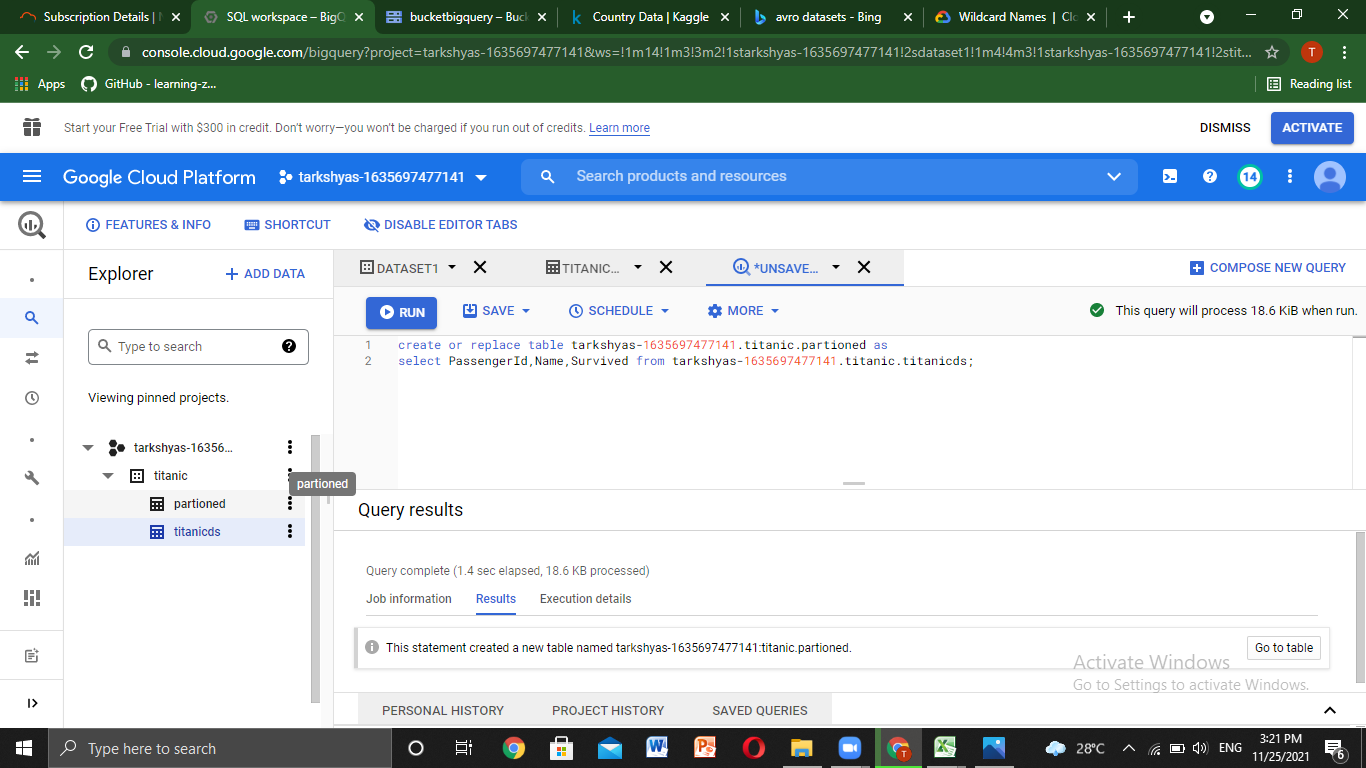 Subscription Details | N
SQL workspace – BigQ
bucketbigquery – Buck
Country Data | Kaggle
avro datasets - Bing
Wildcard Names | Clo
console.cloud.google.com/bigquery?project=tarkshyas-1635697477141&ws=!1m14!1m3!3m2!1starkshyas-1635697477141!2sdataset1!1m4!4m3!1starkshyas-1635697477141!2stit...
T
Apps
GitHub - learning-z...
Reading list
Start your Free Trial with $300 in credit. Don't worry—you won't be charged if you run out of credits. Learn more
DISMISS
ACTIVATE
Google Cloud Platform
tarkshyas-1635697477141
Search products and resources
14
FEATURES & INFO
SHORTCUT
DISABLE EDITOR TABS
Explorer
+ ADD DATA
DATASET1
TITANIC...
*UNSAVE...
COMPOSE NEW QUERY
RUN
SAVE
SCHEDULE
MORE
This query will process 18.6 KiB when run.
Type to search
1 create or replace table tarkshyas-1635697477141.titanic.partioned as
2 select PassengerId,Name,Survived from tarkshyas-1635697477141.titanic.titanicds;
Viewing pinned projects.
tarkshyas-16356...
titanic
partioned
partioned
titanicds
Query results
Query complete (1.4 sec elapsed, 18.6 KB processed)
Job information
Results
Execution details
This statement created a new table named tarkshyas-1635697477141:titanic.partioned.
Go to table
Activate Windows
Go to Settings to activate Windows.
PERSONAL HISTORY
PROJECT HISTORY
SAVED QUERIES
Type here to search
28°C
ENG
3:21 PM
11/25/2021
6